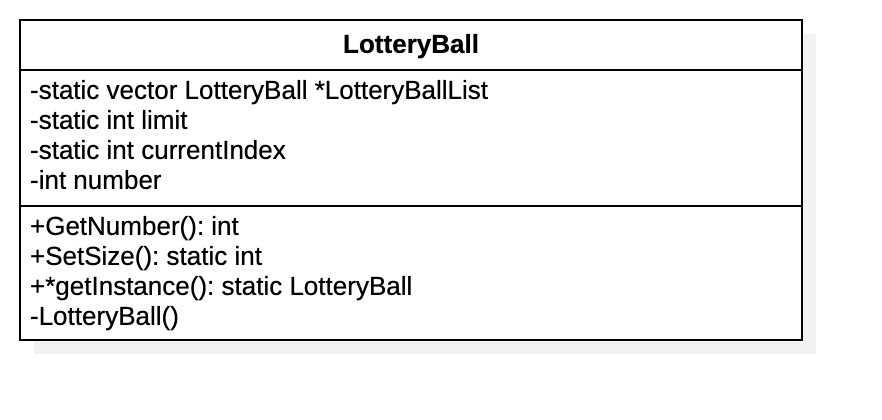 LotteryBall
-static vector LotteryBall *LotteryBallList
-static int limit
-static int currentIndex
-int number
+GetNumber(): int
+SetSize(): static int
+*getInstance(): static LotteryBall
-LotteryBall()